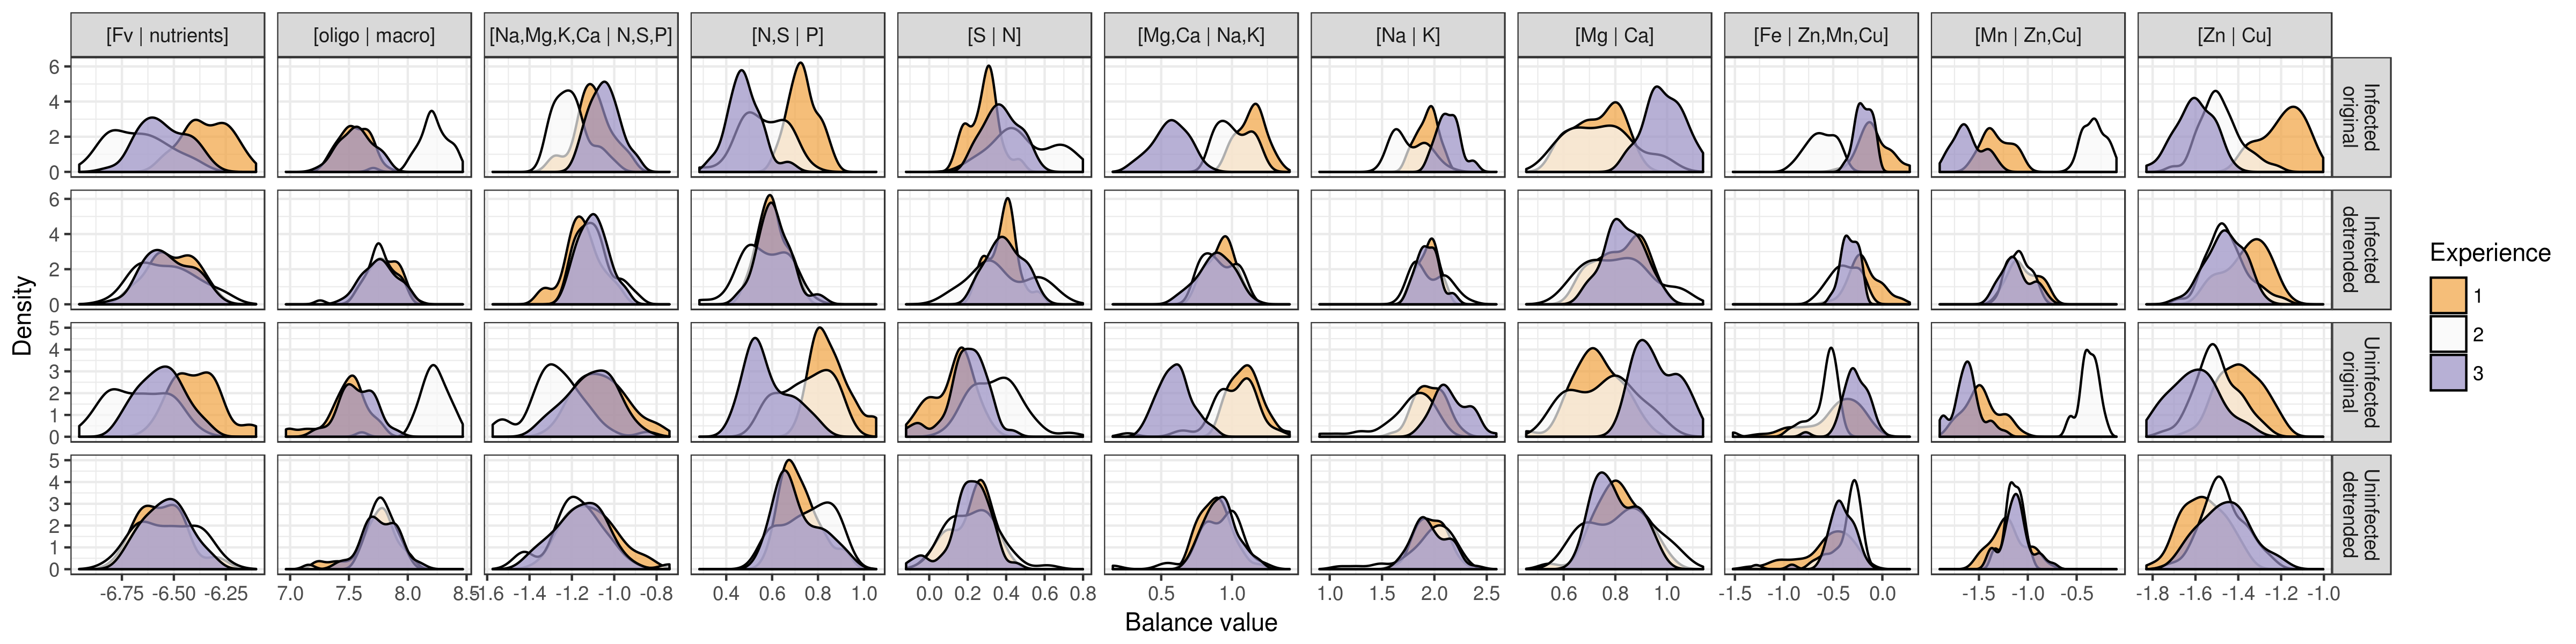 [Fv | nutrients] [oligo | macro] [Na,Mg,K,Ca | N,S,P] [N,S | P] [S | N] [Mg,Ca | Na,K] [Na | K] [Mg | Ca] [Fe | Zn,Mn,Cu] [Mn | Zn,Cu] [Zn | Cu]
6
4
2
0
Infected
original
6
4
2
0
Infected
detrended
5
4
3
2
1
0
Uninfected
original
5
4
3
2
1
0
Uninfected
detrended
-6.75 -6.50 -6.25 7.0 7.5 8.0 8.5 -1.6 -1.4 -1.2 -1.0 -0.8 0.4 0.6 0.8 1.0 0.0 0.2 0.4 0.6 0.8 0.5 1.0 1.0 1.5 2.0 2.5 0.6 0.8 1.0 -1.5 -1.0 -0.5 0.0 -1.5 -1.0 -0.5 -1.8 -1.6 -1.4 -1.2 -1.0
Density
Balance value
Experience
1
2
3